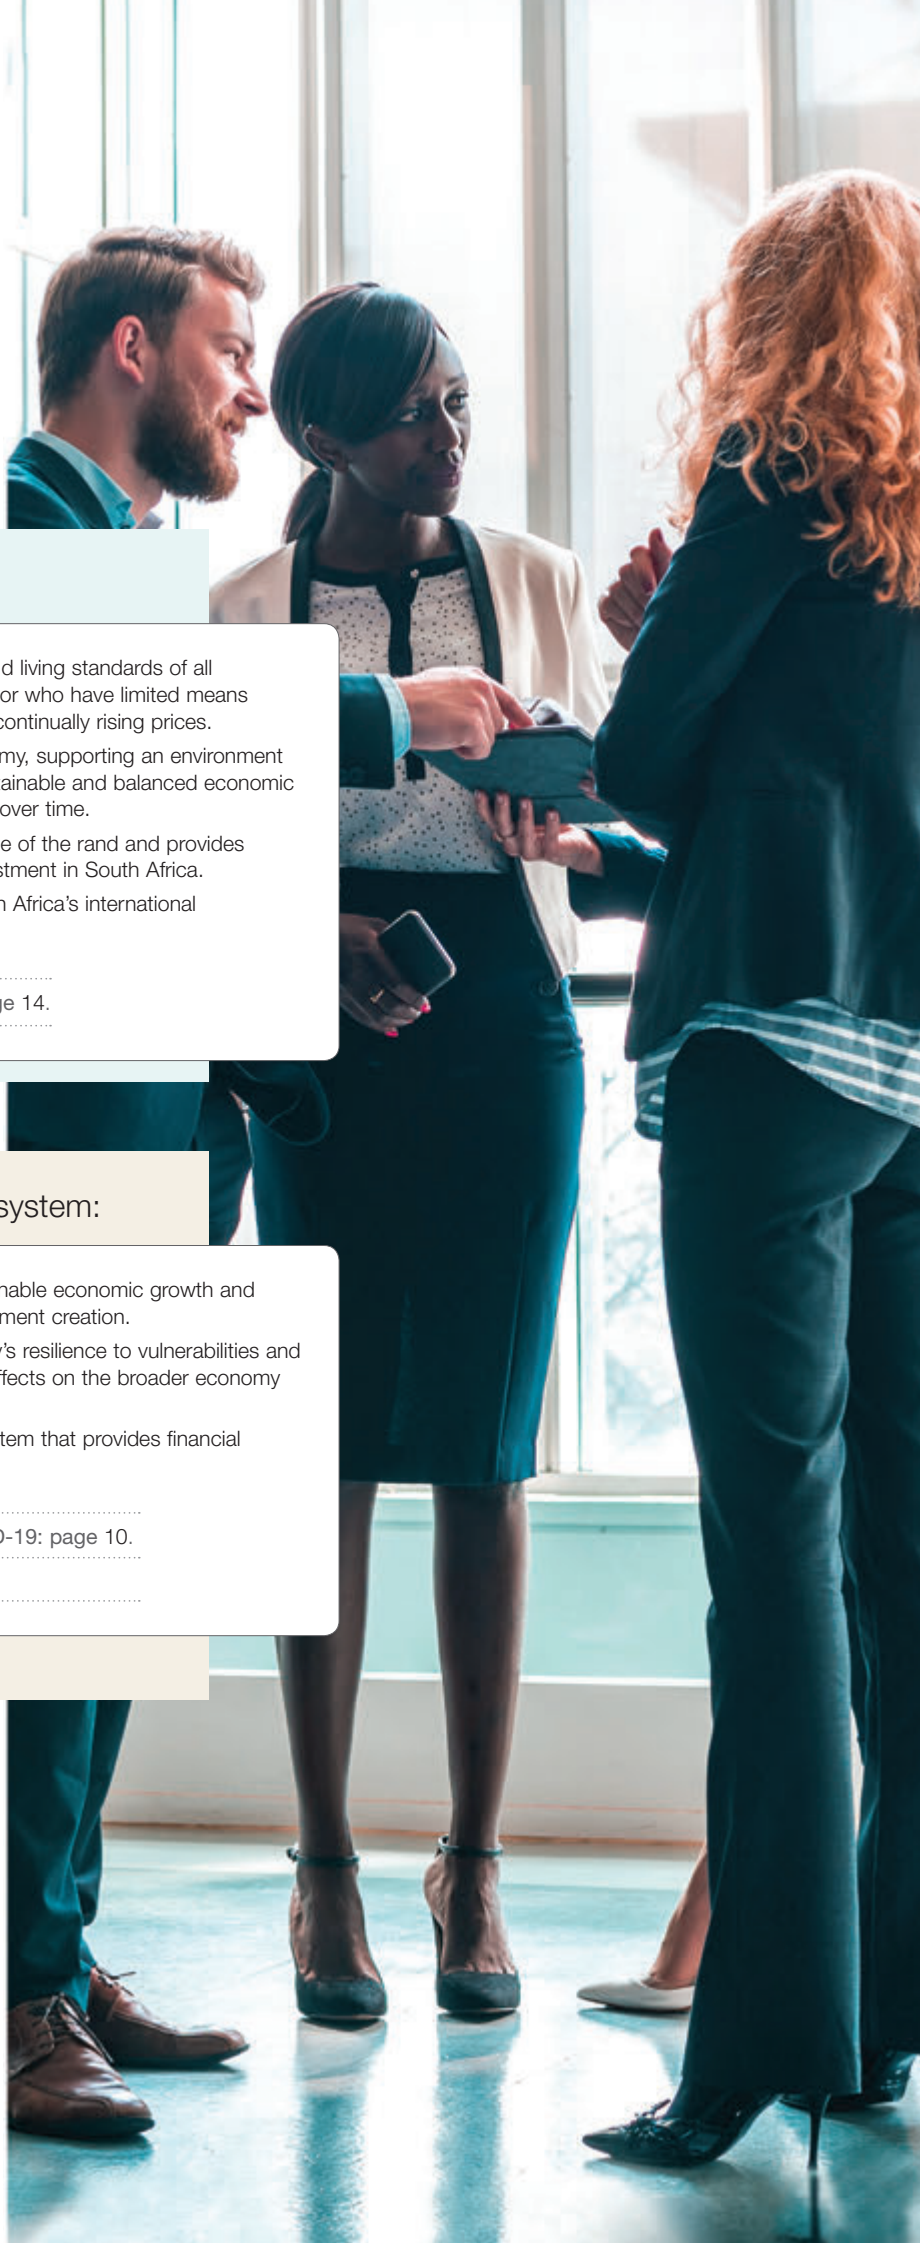 d living standards of all
or who have limited means
continually rising prices.
my, supporting an environment
tainable and balanced economic
over time.
e of the rand and provides
stment in South Africa.
n Africa's international
ge 14.
system:
nable economic growth and
ment creation.
y's resilience to vulnerabilities and
ffects on the broader economy
tem that provides financial
D-19: page 10.